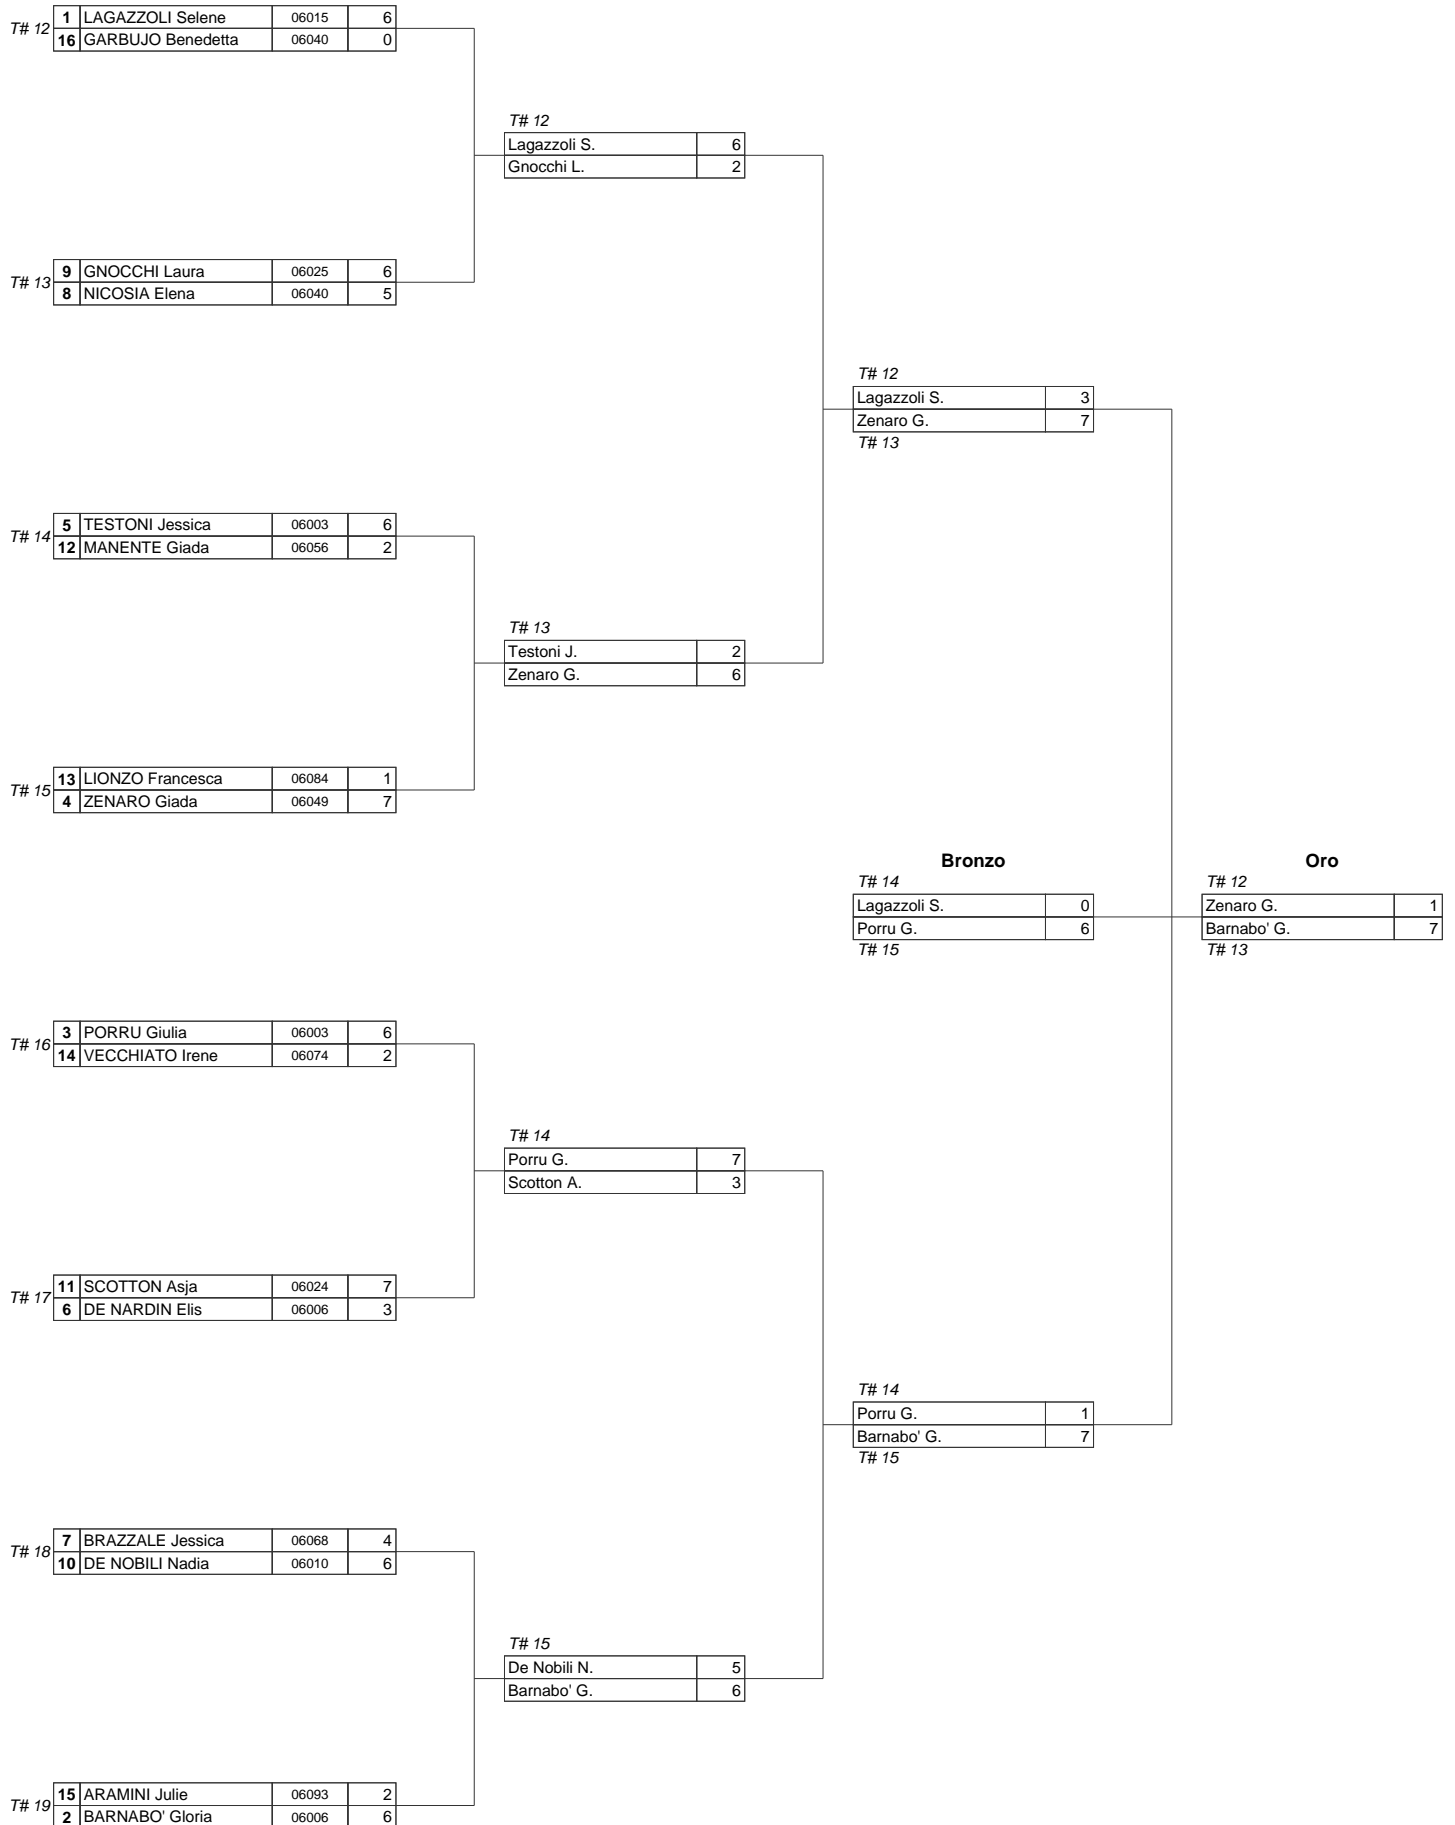 T# 12 1 LAGAZZOLI Selene 06015 6
16 GARBUJO Benedetta 06040 0
T# 12
Lagazzoli S. 6
Gnocchi L. 2
T# 13 9 GNOCCHI Laura 06025 6
8 NICOSIA Elena 06040 5
T# 12
Lagazzoli S. 3
Zenaro G. 7
T# 13
T# 14 5 TESTONI Jessica 06003 6
12 MANENTE Giada 06056 2
T# 13
Testoni J. 2
Zenaro G. 6
T# 15 13 LIONZO Francesca 06084 1
4 ZENARO Giada 06049 7
Bronzo Oro
T# 14 T# 12
Lagazzoli S. 0 Zenaro G. 1
Porru G. 6 Barnabo' G. 7
T# 15 T# 13
T# 16 3 PORRU Giulia 06003 6
14 VECCHIATO Irene 06074 2
T# 14
Porru G. 7
Scotton A. 3
T# 17 11 SCOTTON Asja 06024 7
6 DE NARDIN Elis 06006 3
T# 14
Porru G. 1
Barnabo' G. 7
T# 15
T# 18 7 BRAZZALE Jessica 06068 4
10 DE NOBILI Nadia 06010 6
T# 15
De Nobili N. 5
Barnabo' G. 6
T# 19 15 ARAMINI Julie 06093 2
2 BARNABO' Gloria 06006 6